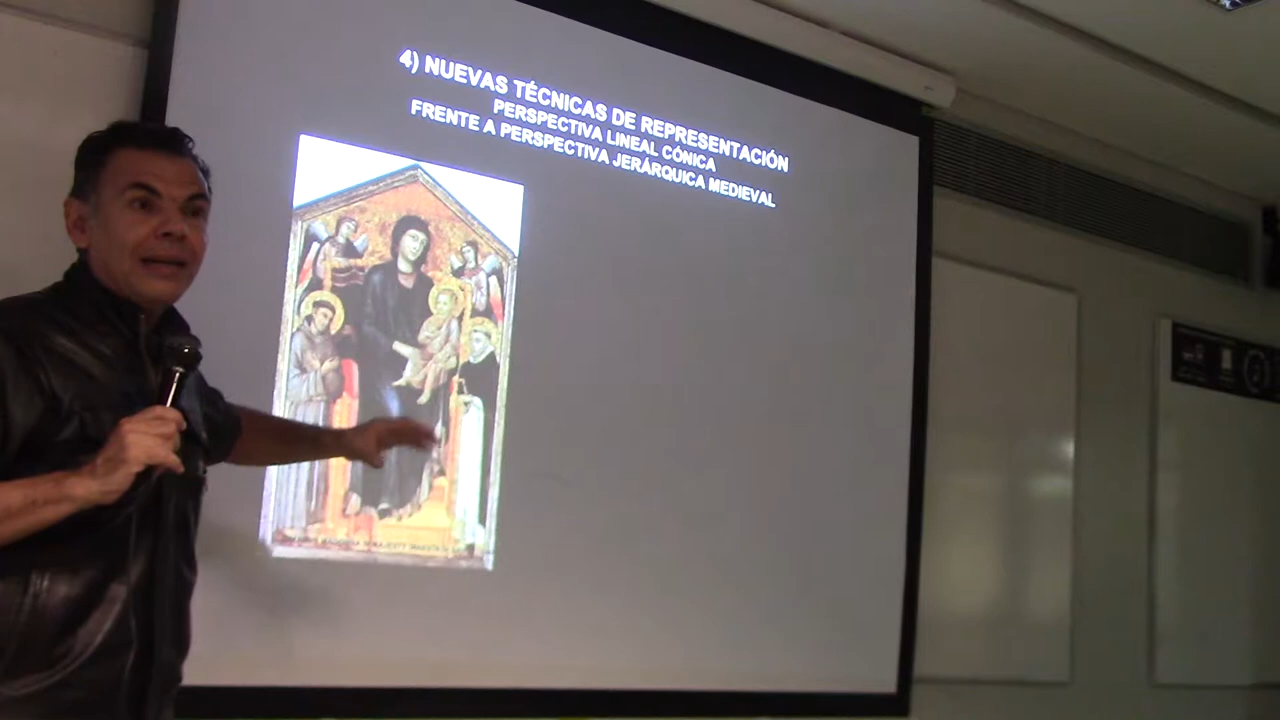 4) NUEVAS TÉCNICAS DE REPRESENTACIÓN
PERSPECTIVA LINEAL CÓNICA
FRENTE A PERSPECTIVA JERÁRQUICA MEDIEVAL